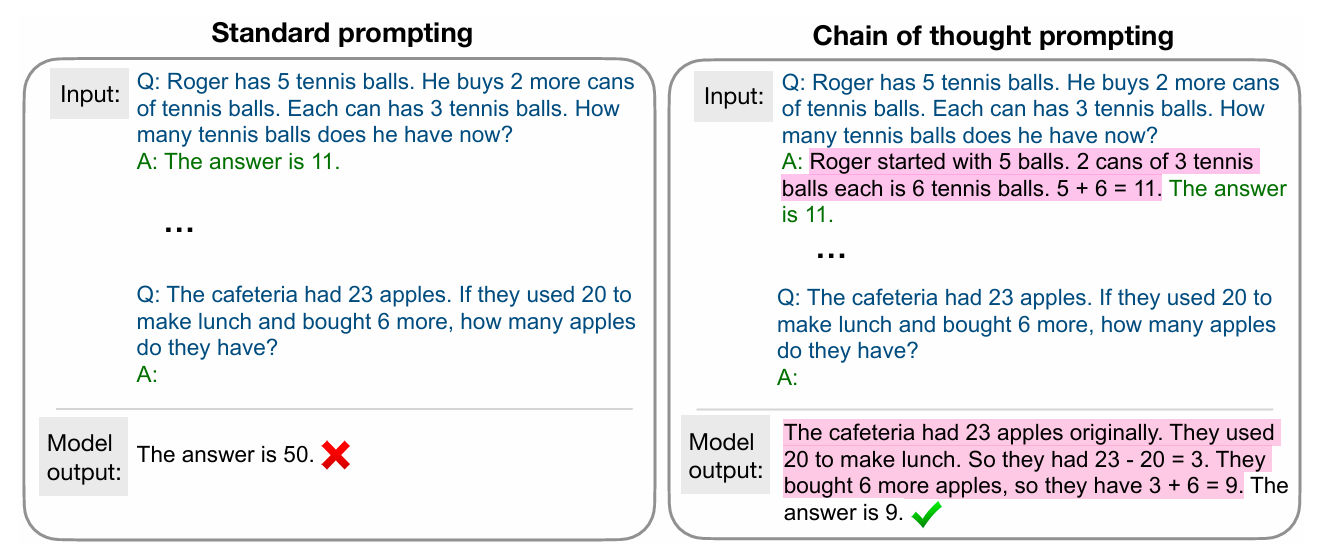 Standard prompting
Input:
Q: Roger has 5 tennis balls. He buys 2 more cans
of tennis balls. Each can has 3 tennis balls. How
many tennis balls does he have now?
A: The answer is 11.
...
Q: The cafeteria had 23 apples. If they used 20 to
make lunch and bought 6 more, how many apples
do they have?
A:
Model
output:
The answer is 50.
Chain of thought prompting
Input:
Q: Roger has 5 tennis balls. He buys 2 more cans
of tennis balls. Each can has 3 tennis balls. How
many tennis balls does he have now?
A: Roger started with 5 balls. 2 cans of 3 tennis
balls each is 6 tennis balls. 5 + 6 = 11. The answer
is 11.
...
Q: The cafeteria had 23 apples. If they used 20 to
make lunch and bought 6 more, how many apples
do they have?
A:
Model
output:
The cafeteria had 23 apples originally. They used
20 to make lunch. So they had 23 - 20 = 3. They
bought 6 more apples, so they have 3 + 6 = 9. The
answer is 9.